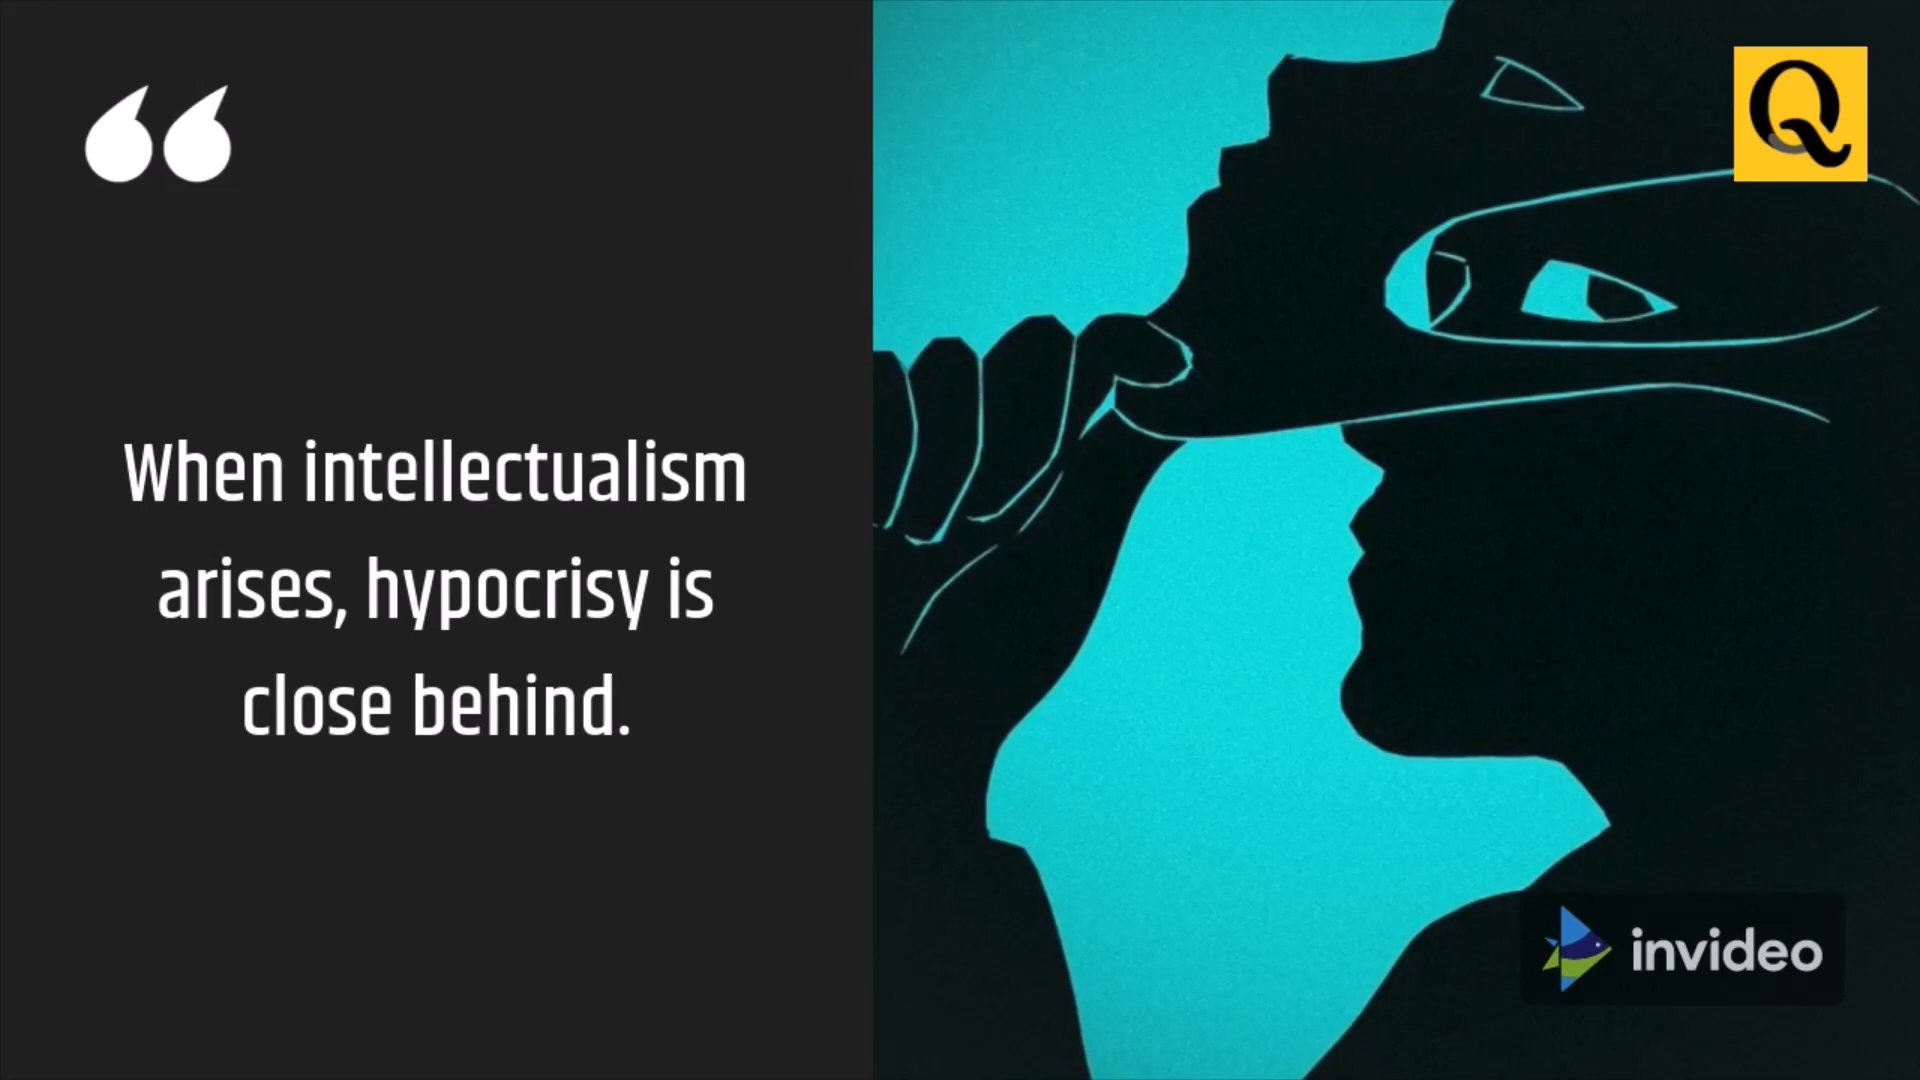 “
When intellectualism
arises, hypocrisy is
close behind.
Q
invideo